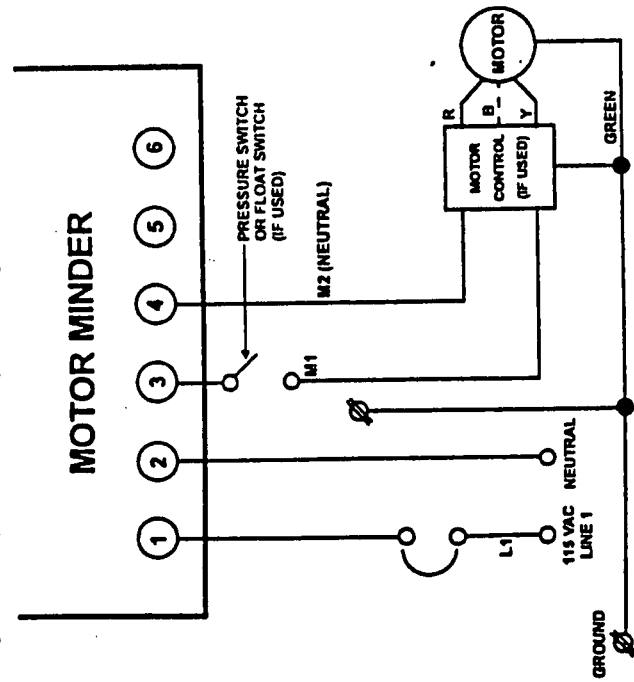 MOTOR MINDER
1
2
3
4
5
6
PRESSURE SWITCH
OR FLOAT SWITCH
(IF USED)
M2 (NEUTRAL)
M1
R
B
Y
MOTOR
MOTOR
CONTROL
(IF USED)
GREEN
L1
115 VAC
LINE 1
NEUTRAL
GROUND